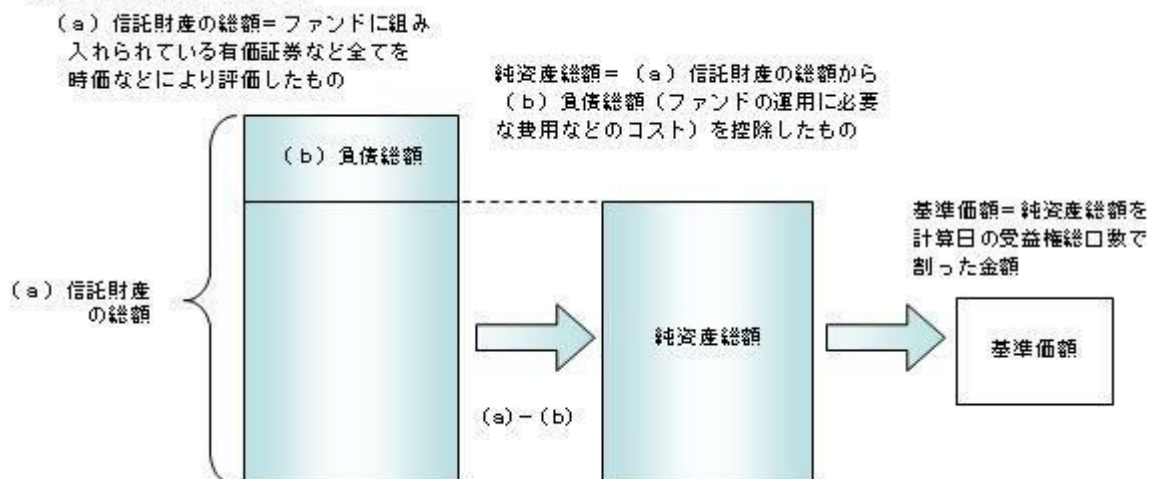 (a)信託財産の総額=ファンドに組み
入れられている有価証券など全てを
時価などにより評価したもの
純資産総額=(a)信託財産の総額から
(b)負債総額(ファンドの運用に必要
な費用などのコスト)を控除したもの
(b)負債総額
基準価額=純資産総額を
計算日の受益権総口数で
割った金額
(a)信託財産
の総額
純資産総額
基準価額
(a)-(b)